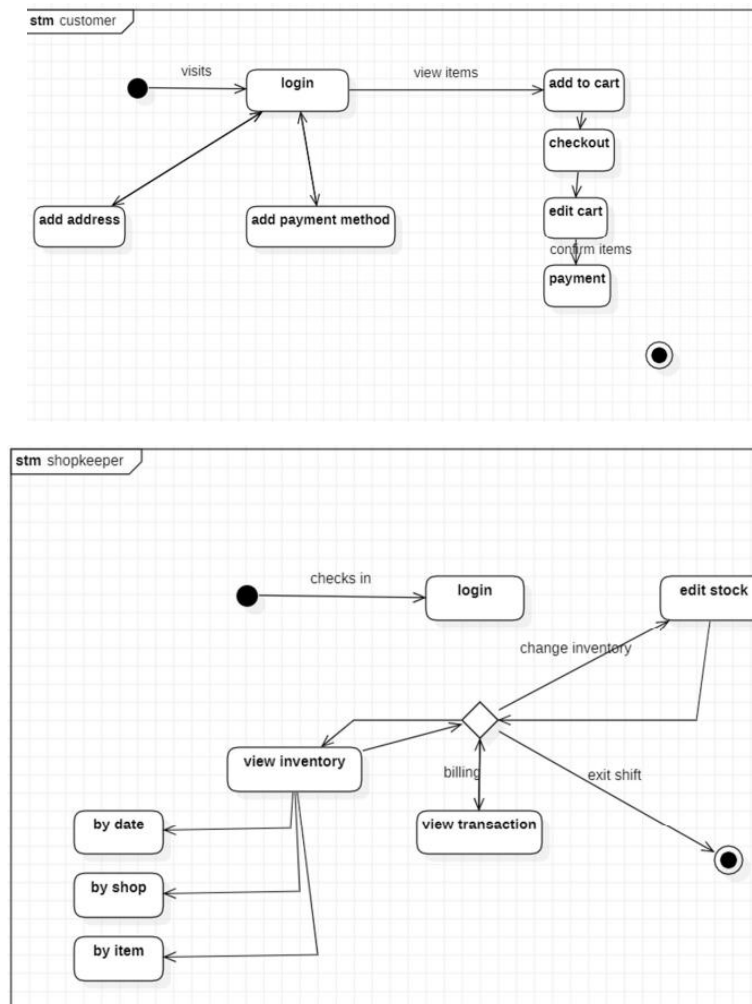 stm customer
visits
login
view items
add to cart
checkout
add address
add payment method
edit cart
confirm items
payment
stm shopkeeper
checks in
login
edit stock
change inventory
view inventory
billing
exit shift
by date
view transaction
by shop
by item